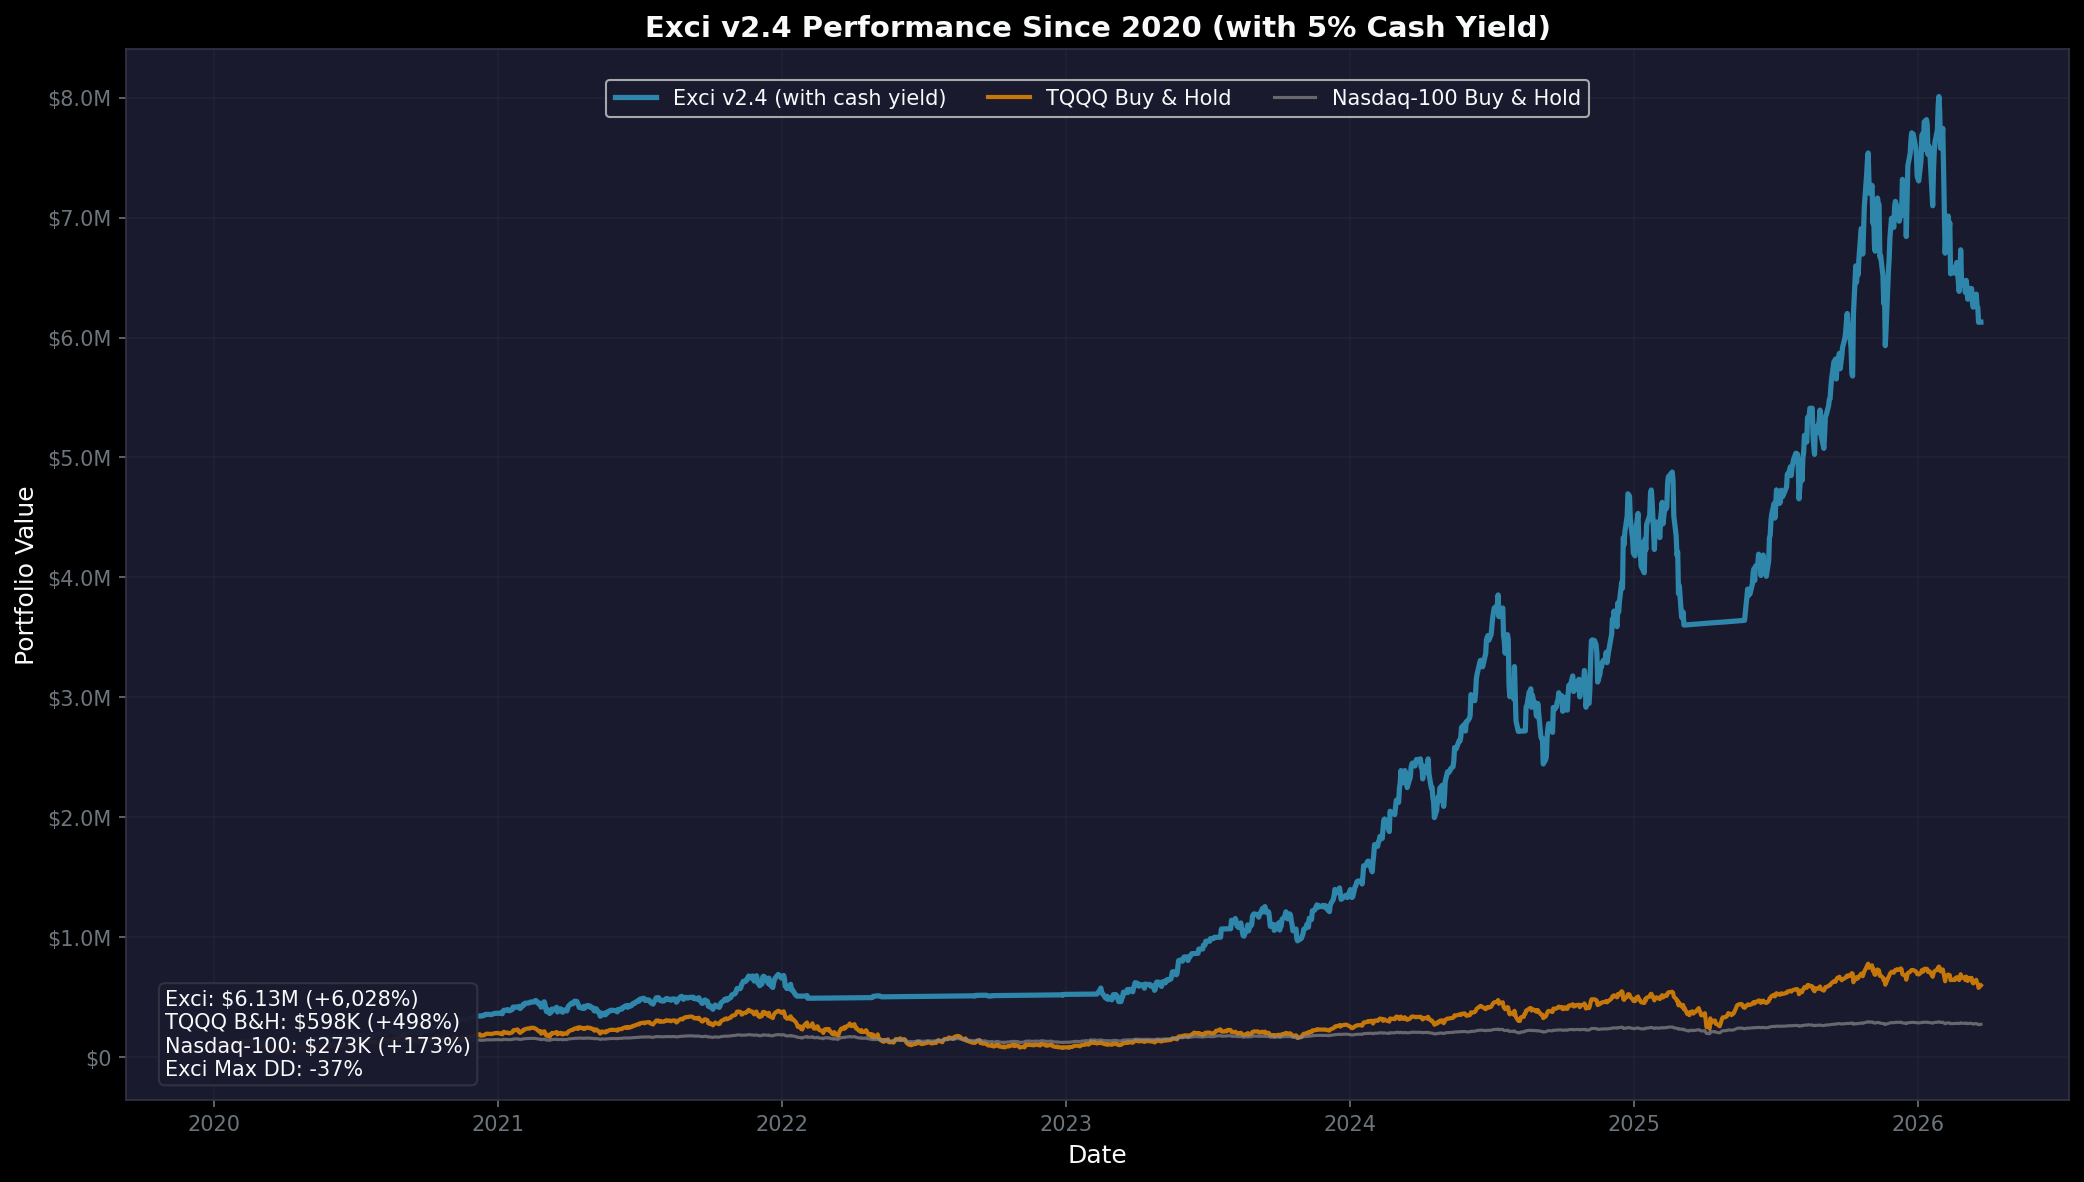 Exci v2.4 Performance Since 2020 (with 5% Cash Yield)
Exci v2.4 (with cash yield) TQQQ Buy & Hold Nasdaq-100 Buy & Hold
$8.0M
$7.0M
$6.0M
$5.0M
$4.0M
$3.0M
$2.0M
$1.0M
$0
Portfolio Value
Exci: $6.13M (+6,028%)
TQQQ B&H: $598K (+498%)
Nasdaq-100: $273K (+173%)
Exci Max DD: -37%
2020 2021 2022 2023 2024 2025 2026
Date